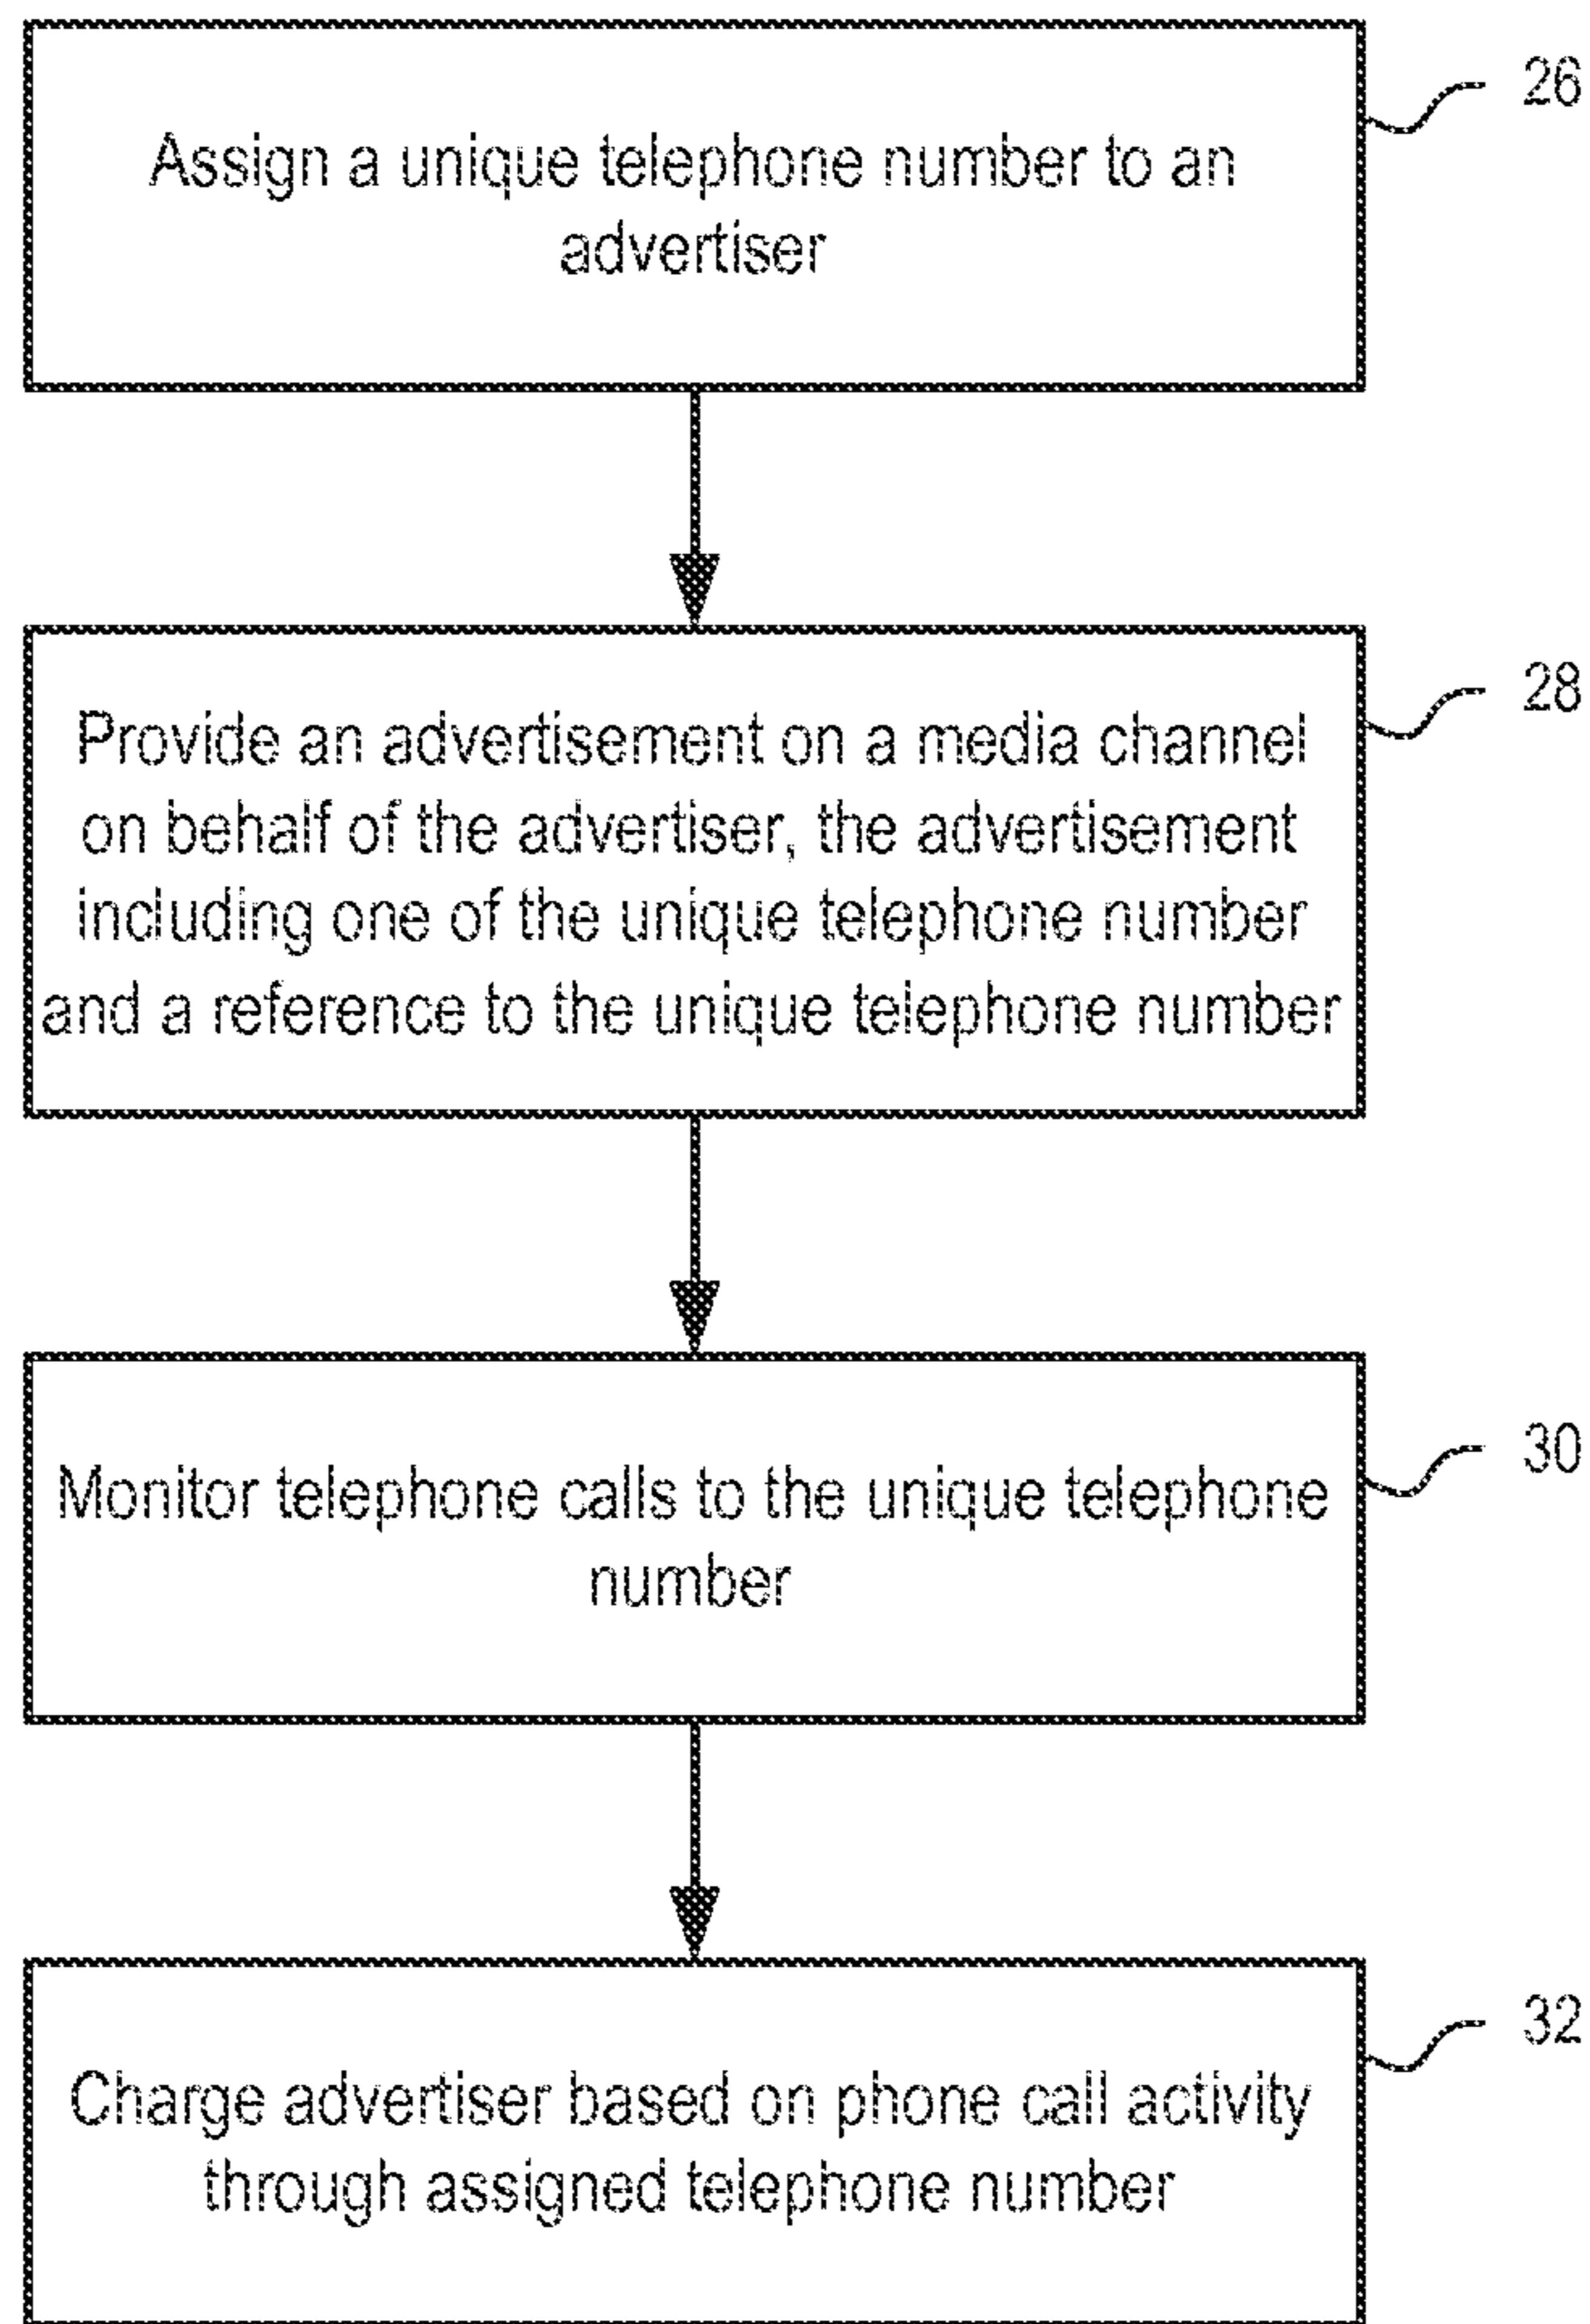 26
Assign a unique telephone number to an
advertiser
28
Provide an advertisement on a media channel
on behalf of the advertiser, the advertisement
including one of the unique telephone number
and a reference to the unique telephone number
30
Monitor telephone calls to the unique telephone
number
32
Charge advertiser based on phone call activity
through assigned telephone number